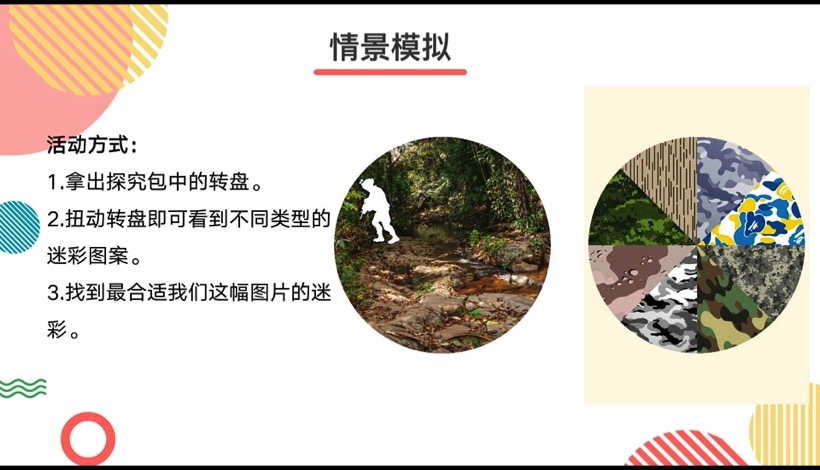 情景模拟
活动方式：
1.拿出探究包中的转盘。
2.扭动转盘即可看到不同类型的
迷彩图案。
3.找到最合适我们这幅图片的迷
彩。